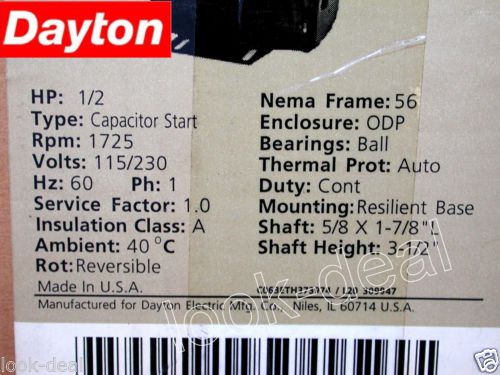 Dayton
HP: 1/2
Type: Capacitor Start
Rpm: 1725
Volts: 115/230
Hz: 60 Ph: 1
Service Factor: 1.0
Insulation Class: A
Ambient: 40 °C
Rot: Reversible
Made In U.S.A.
Nema Frame: 56
Enclosure: ODP
Bearings: Ball
Thermal Prot: Auto
Duty: Cont
Mounting: Resilient Base
Shaft: 5/8 X 1-7/8"L
Shaft Height: 3-1/2"
Manufactured for Dayton Electric Mfg. Co., Niles, IL 60714 U.S.A.
look-deal
look-deal
look-deal